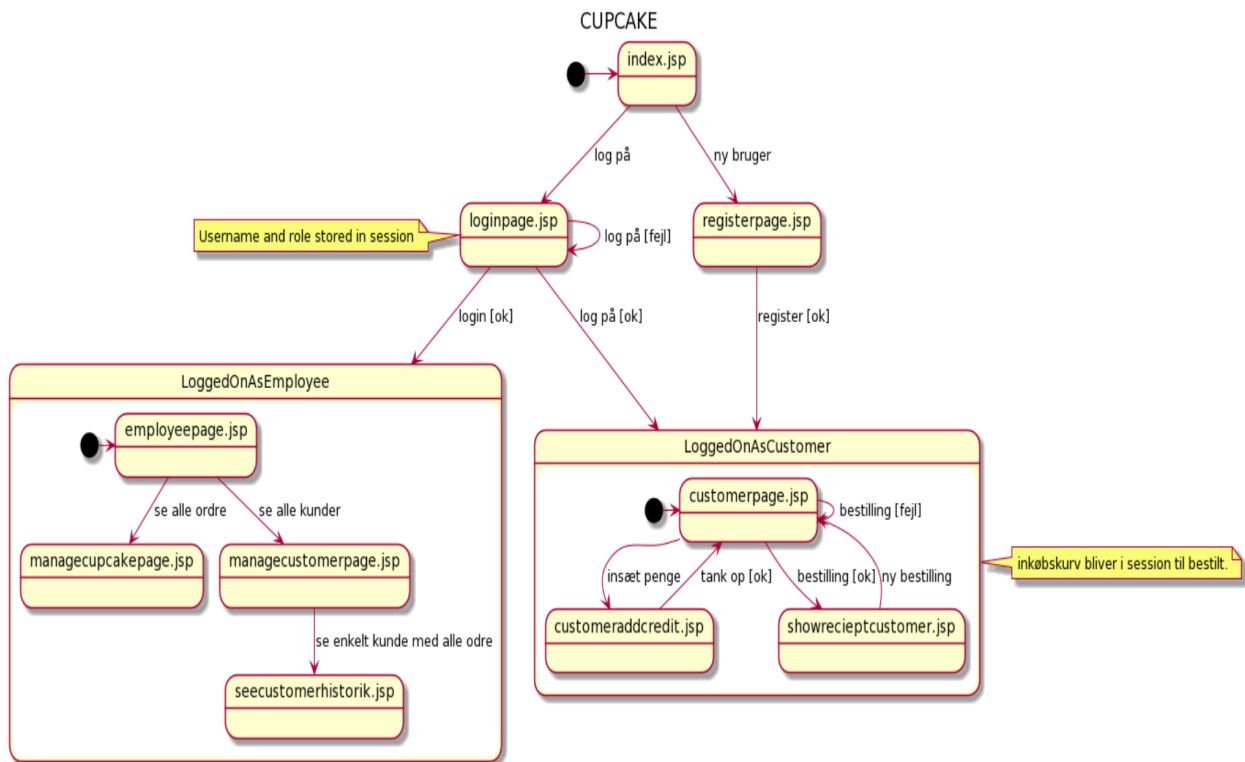 CUPCAKE
index.jsp
log på
ny bruger
loginpage.jsp
registerpage.jsp
Username and role stored in session
log på [fejl]
login [ok]
log på [ok]
register [ok]
LoggedOnAsEmployee
employeepage.jsp
se alle ordre
se alle kunder
managecupcakepage.jsp
managecustomerpage.jsp
se enkelt kunde med alle odre
seecustomerhistorik.jsp
LoggedOnAsCustomer
customerpage.jsp
bestilling [fejl]
insæt penge
tank op [ok]
bestilling [ok]
ny bestilling
customeraddcredit.jsp
showrecieptcustomer.jsp
inkøbskurv bliver i session til bestilt.